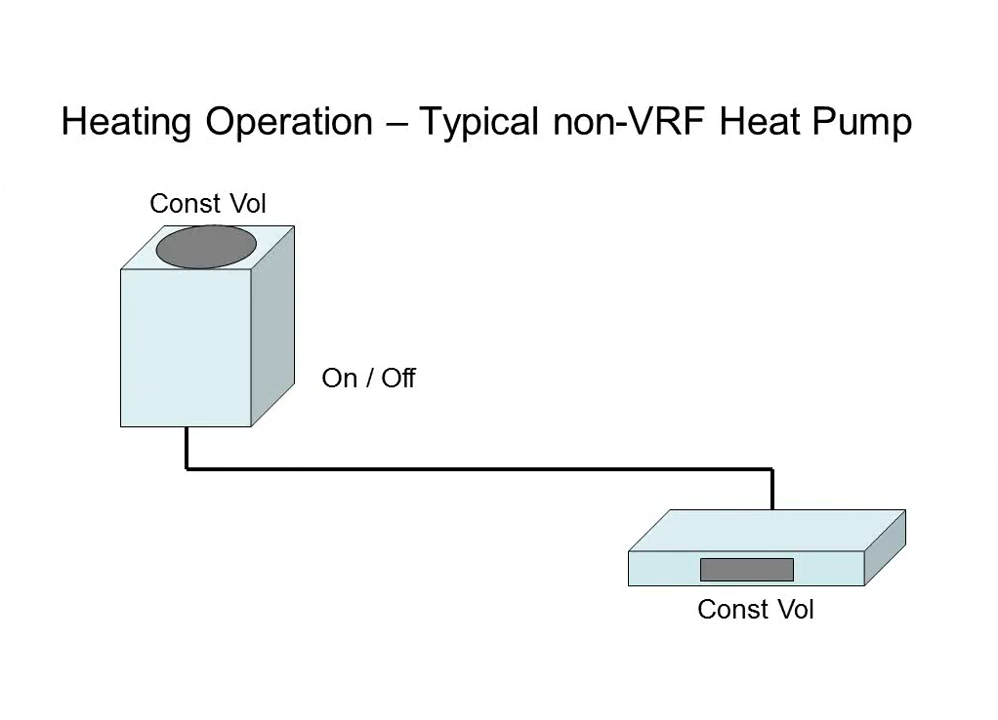 Heating Operation – Typical non-VRF Heat Pump
Const Vol
On / Off
Const Vol